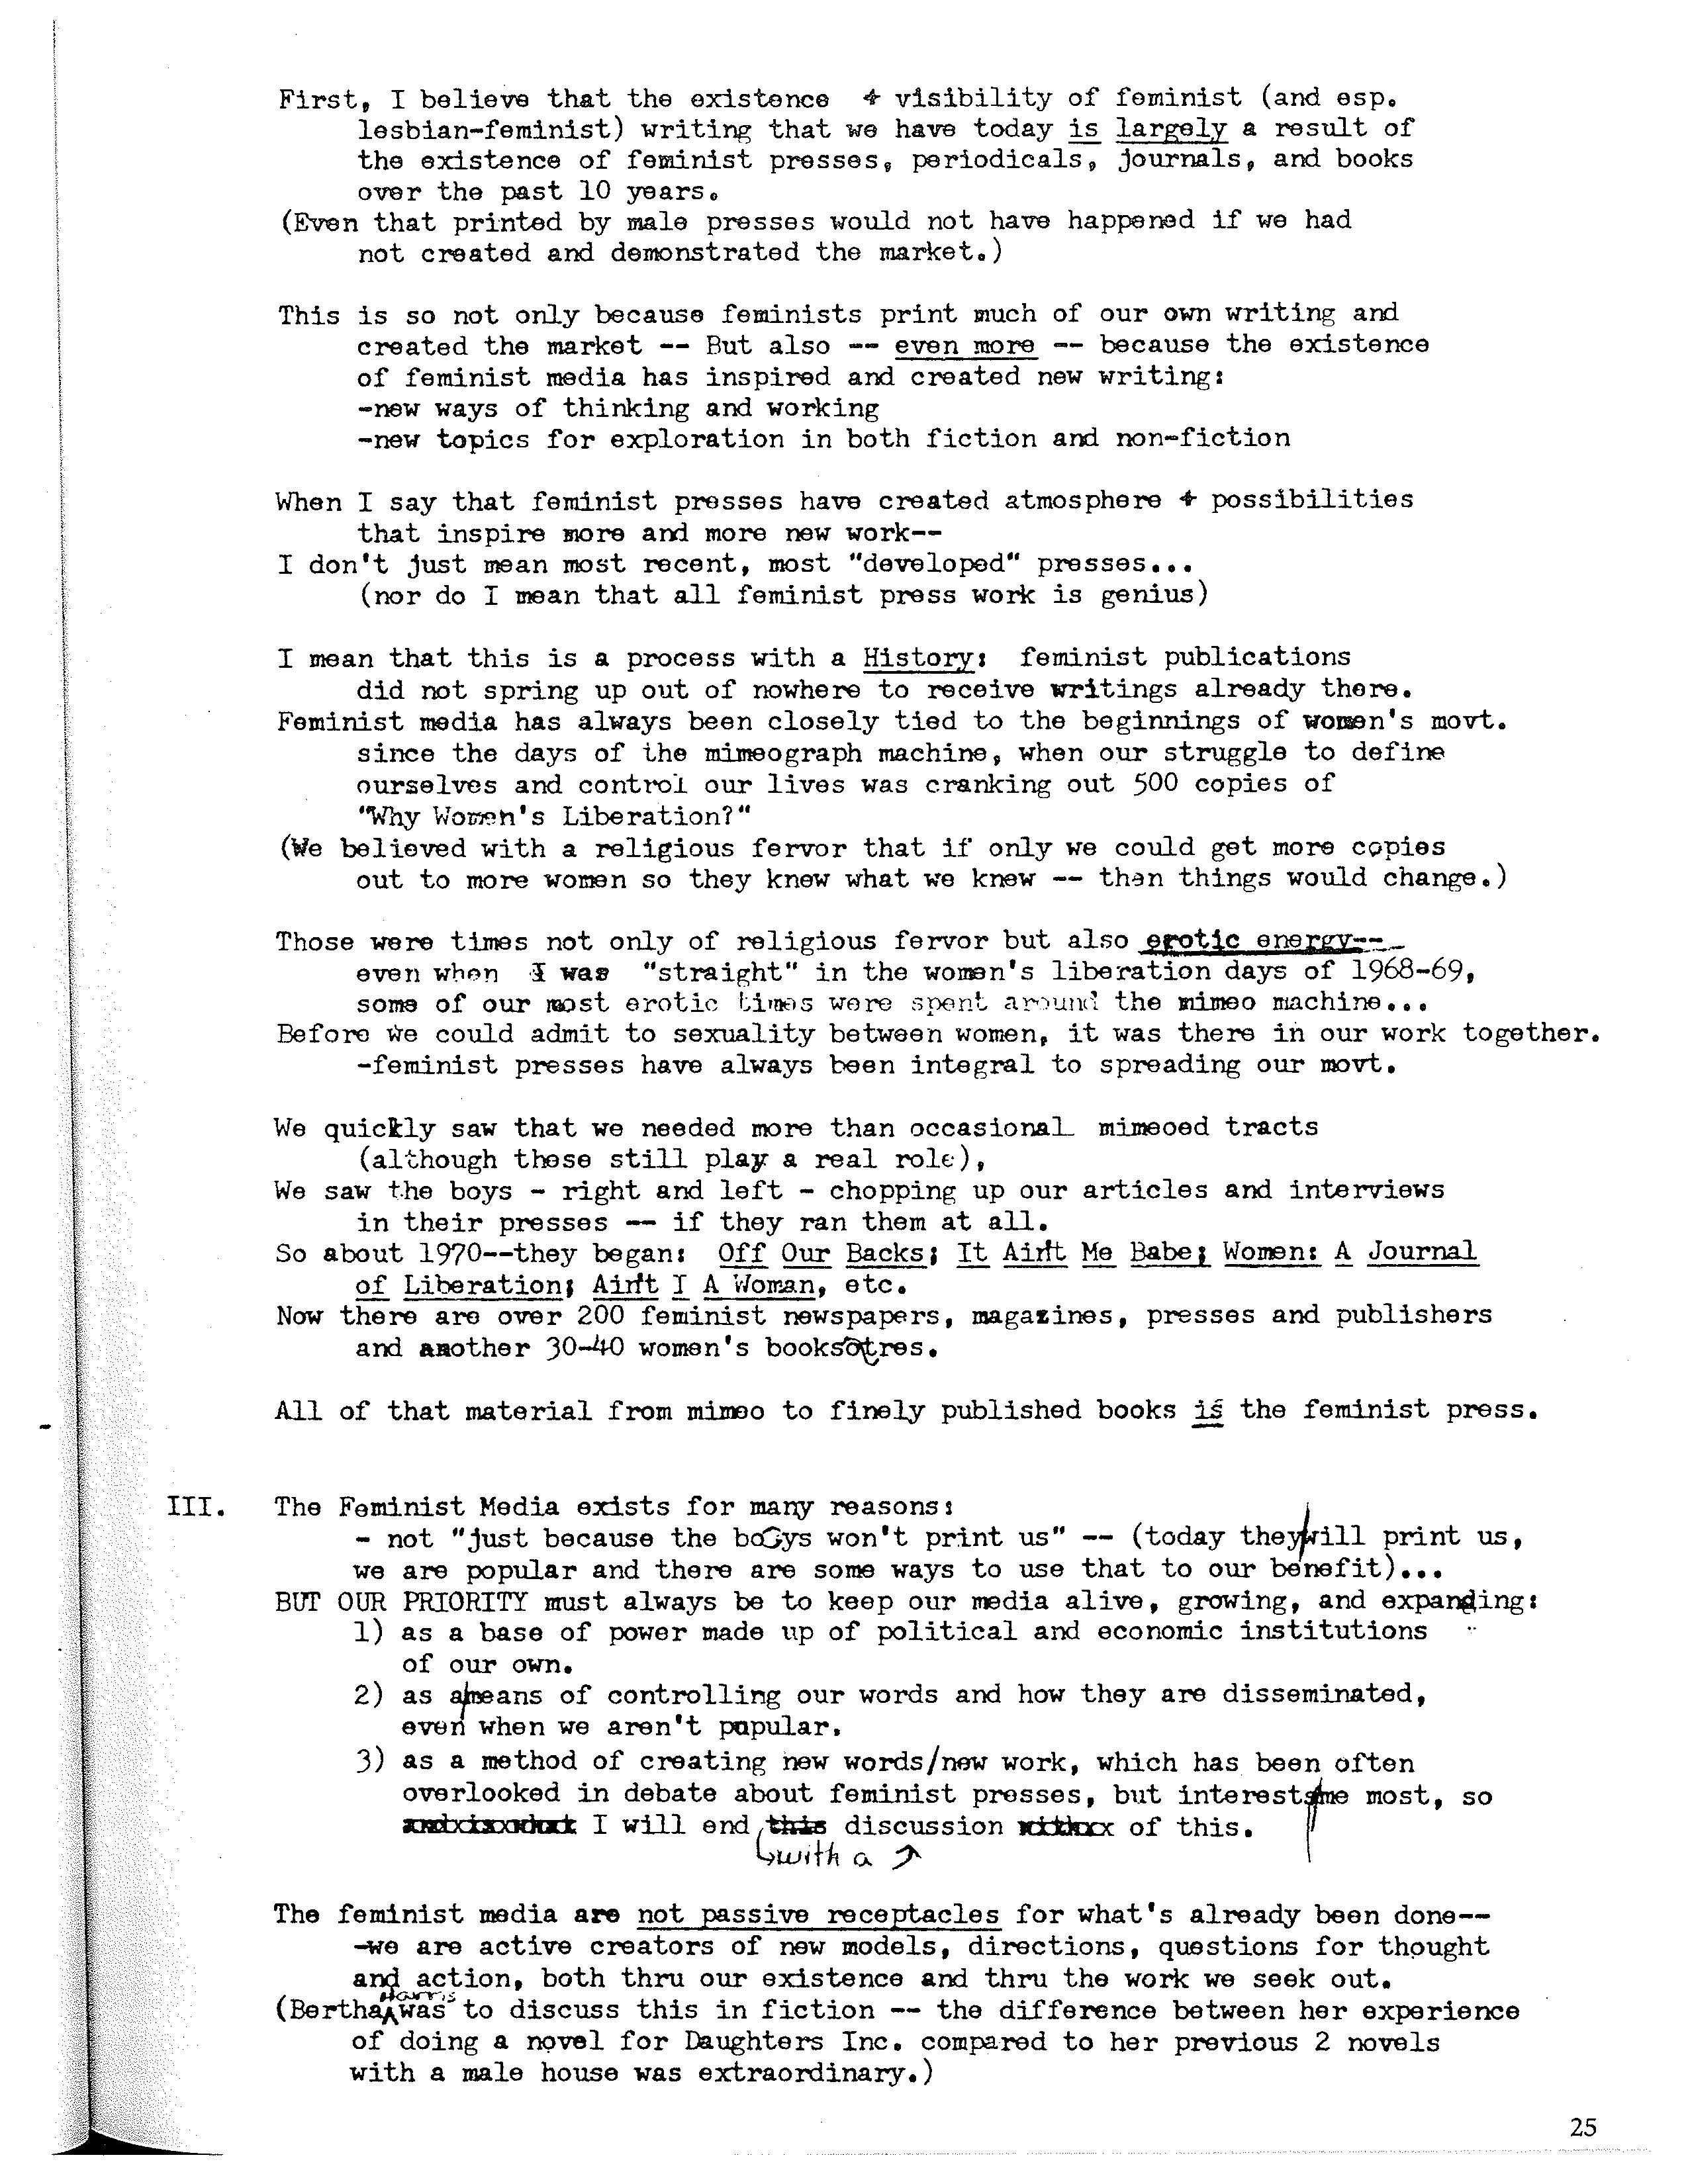 First, I believe that the existence & visibility of feminist (and esp.
lesbian-feminist) writing that we have today is largely a result of
the existence of feminist presses, periodicals, journals, and books
over the past 10 years.
(Even that printed by male presses would not have happened if we had
not created and demonstrated the market.)
This is so not only because feminists print much of our own writing and
created the market -- But also -- even more -- because the existence
of feminist media has inspired and created new writing:
-new ways of thinking and working
-new topics for exploration in both fiction and non-fiction
When I say that feminist presses have created atmosphere & possibilities
that inspire more and more new work--
I don't just mean most recent, most "developed" presses...
(nor do I mean that all feminist press work is genius)
I mean that this is a process with a History: feminist publications
did not spring up out of nowhere to receive writings already there.
Feminist media has always been closely tied to the beginnings of women's movt.
since the days of the mimeograph machine, when our struggle to define
ourselves and control our lives was cranking out 500 copies of
"Why Women's Liberation?"
(We believed with a religious fervor that if only we could get more copies
out to more women so they knew what we knew -- then things would change.)
Those were times not only of religious fervor but also erotic energy--
even when I was "straight" in the women's liberation days of 1968-69,
some of our most erotic times were spent around the mimeo machine...
Before we could admit to sexuality between women, it was there in our work together.
-feminist presses have always been integral to spreading our movt.
We quickly saw that we needed more than occasional mimeoed tracts
(although these still play a real role),
We saw the boys - right and left - chopping up our articles and interviews
in their presses -- if they ran them at all.
So about 1970--they began: Off Our Backs; It Ain't Me Babe; Women: A Journal
of Liberation; Ain't I A Woman, etc.
Now there are over 200 feminist newspapers, magazines, presses and publishers
and another 30-40 women's booksotres.
All of that material from mimeo to finely published books is the feminist press.
III. The Feminist Media exists for many reasons:
- not "just because the boys won't print us" -- (today they will print us,
we are popular and there are some ways to use that to our benefit)...
BUT OUR PRIORITY must always be to keep our media alive, growing, and expanding:
1) as a base of power made up of political and economic institutions
of our own.
2) as a means of controlling our words and how they are disseminated,
even when we aren't popular.
3) as a method of creating new words/new work, which has been often
overlooked in debate about feminist presses, but interests me most, so
I will end this discussion of this.
with a
The feminist media are not passive receptacles for what's already been done--
-we are active creators of new models, directions, questions for thought
and action, both thru our existence and thru the work we seek out.
(Bertha Harris was to discuss this in fiction -- the difference between her experience
of doing a novel for Daughters Inc. compared to her previous 2 novels
with a male house was extraordinary.)
25